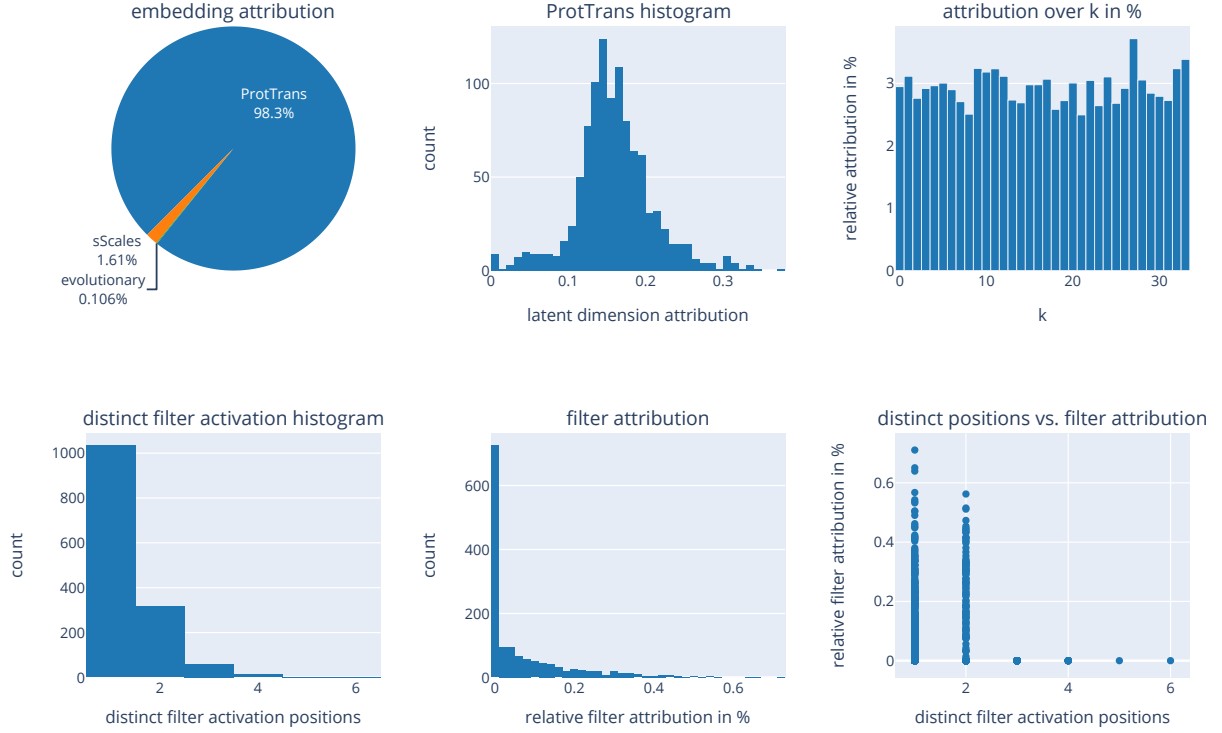 embedding attribution
ProtTrans
98.3%
sScales
1.61%
evolutionary
0.106%
ProtTrans histogram
count
100
50
0
0 0.1 0.2 0.3
latent dimension attribution
attribution over k in %
relative attribution in %
3
2
1
0
0 10 20 30
k
distinct filter activation histogram
count
1000
800
600
400
200
0
2 4 6
distinct filter activation positions
filter attribution
count
600
400
200
0
0 0.2 0.4 0.6
relative filter attribution in %
distinct positions vs. filter attribution
relative filter attribution in %
0.6
0.4
0.2
0
2 4 6
distinct filter activation positions